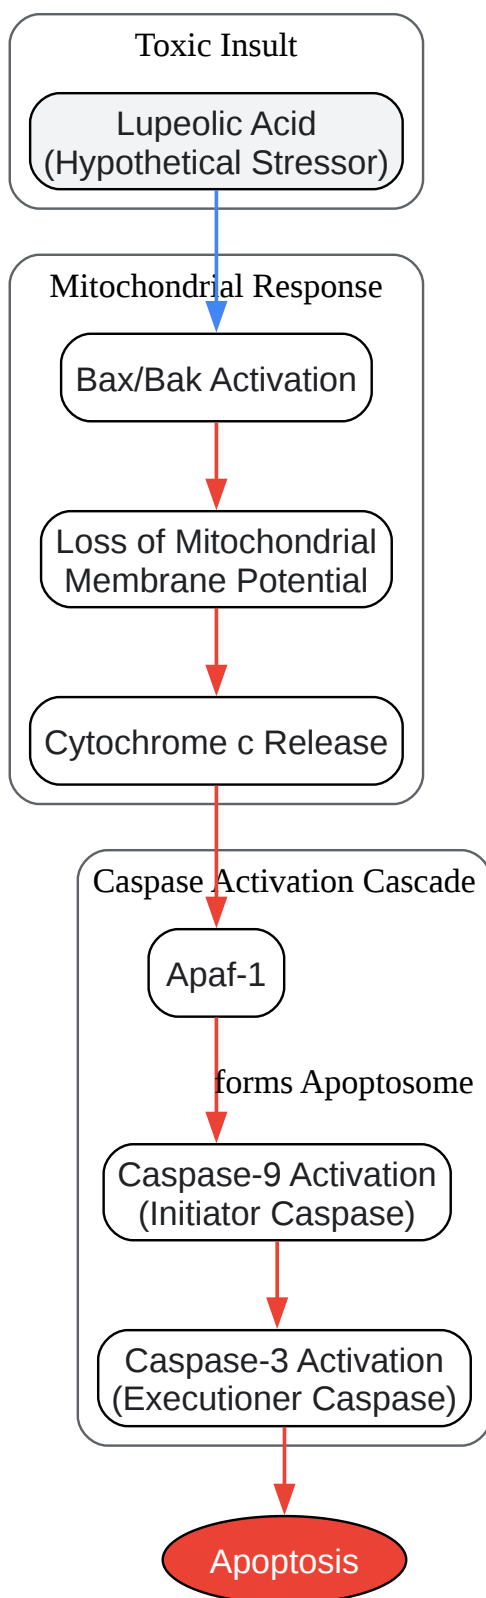 Toxic Insult
Lupeolic Acid
(Hypothetical Stressor)
Mitochondrial Response
Bax/Bak Activation
Loss of Mitochondrial
Membrane Potential
Cytochrome c Release
Caspase Activation Cascade
Apaf-1
forms Apoptosome
Caspase-9 Activation
(Initiator Caspase)
Caspase-3 Activation
(Executioner Caspase)
Apoptosis